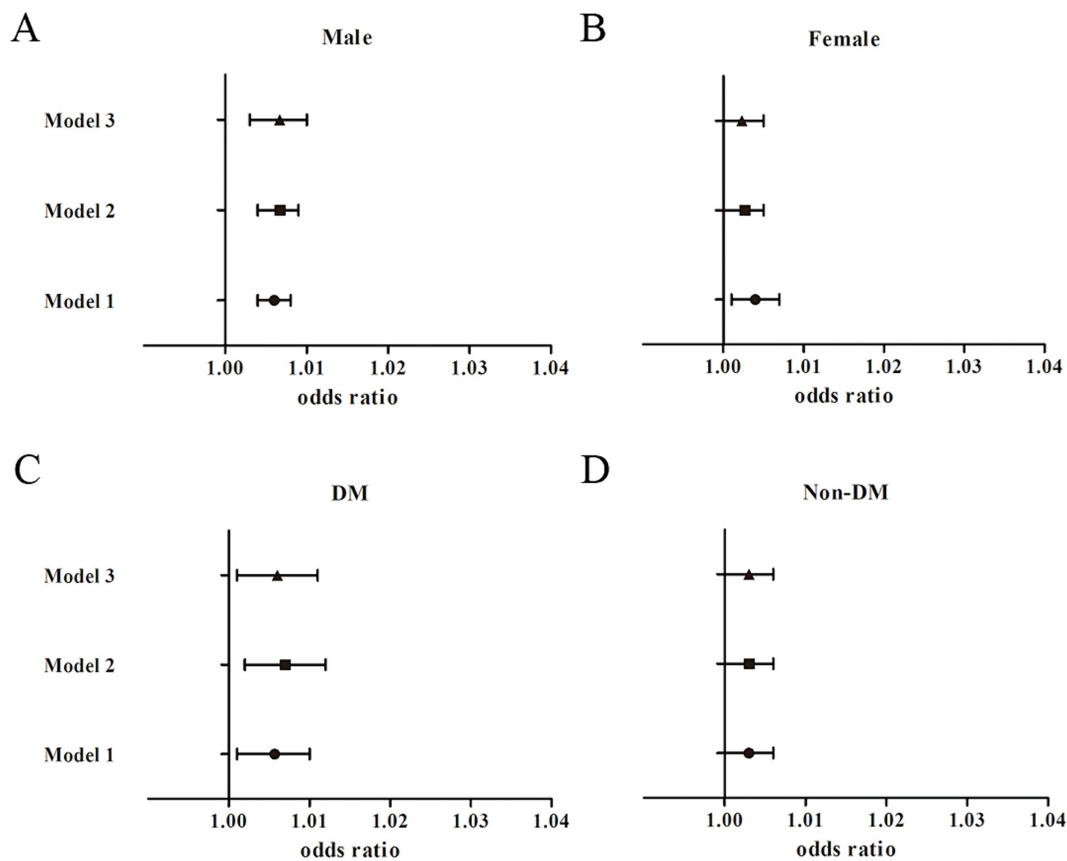 A
Male
Model 3
Model 2
Model 1
1.00 1.01 1.02 1.03 1.04
odds ratio
B
Female
1.00 1.01 1.02 1.03 1.04
odds ratio
C
DM
Model 3
Model 2
Model 1
1.00 1.01 1.02 1.03 1.04
odds ratio
D
Non-DM
1.00 1.01 1.02 1.03 1.04
odds ratio